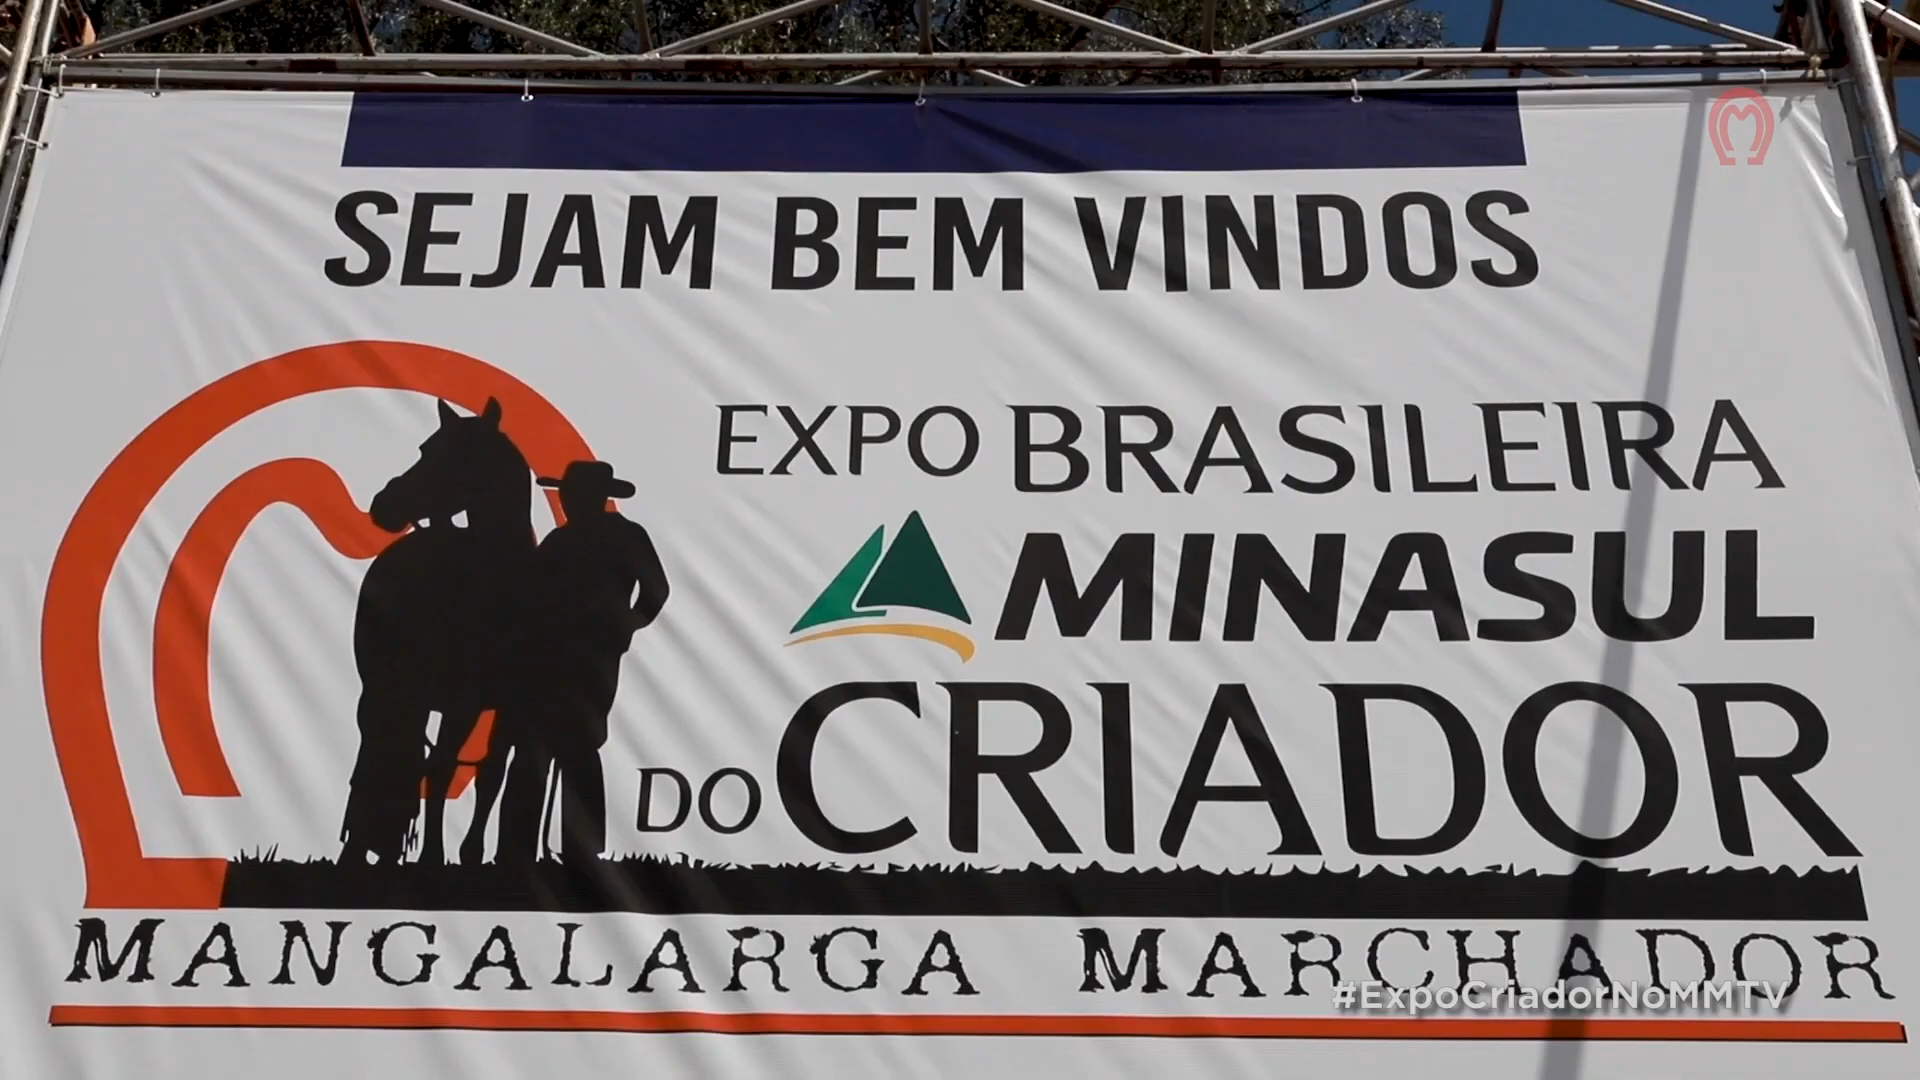 SEJAM BEM VINDOS
EXPO BRASILEIRA
MINASUL
DO CRIADOR
MANGALARGA MARCHADOR
#ExpoCriadorNoMMTV